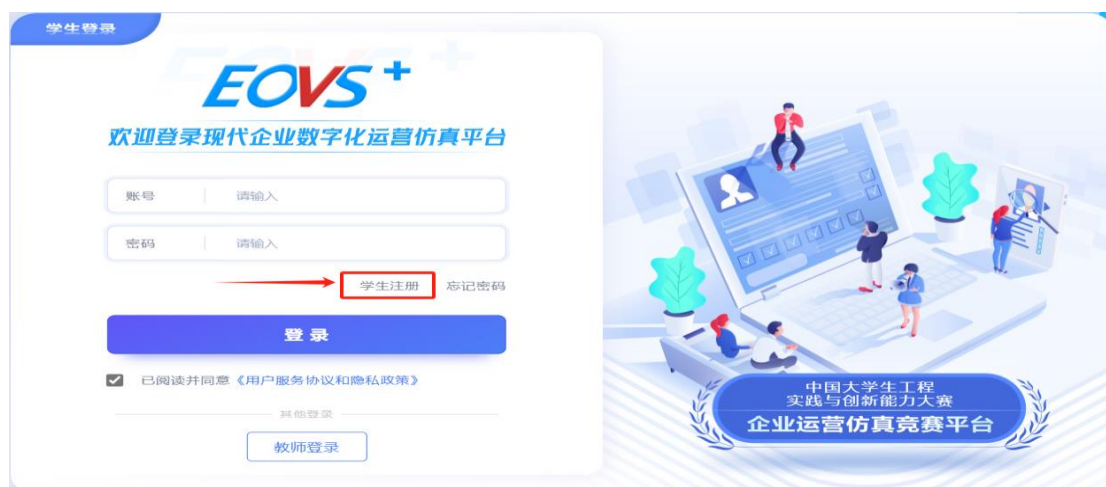 学生登录
EOVS+
欢迎登录现代企业数字化运营仿真平台
账号 请输入
密码 请输入
学生注册 忘记密码
登录
已阅读并同意《用户服务协议和隐私政策》
其他登录
教师登录
中国大学生工程
实践与创新能力大赛
企业运营仿真竞赛平台